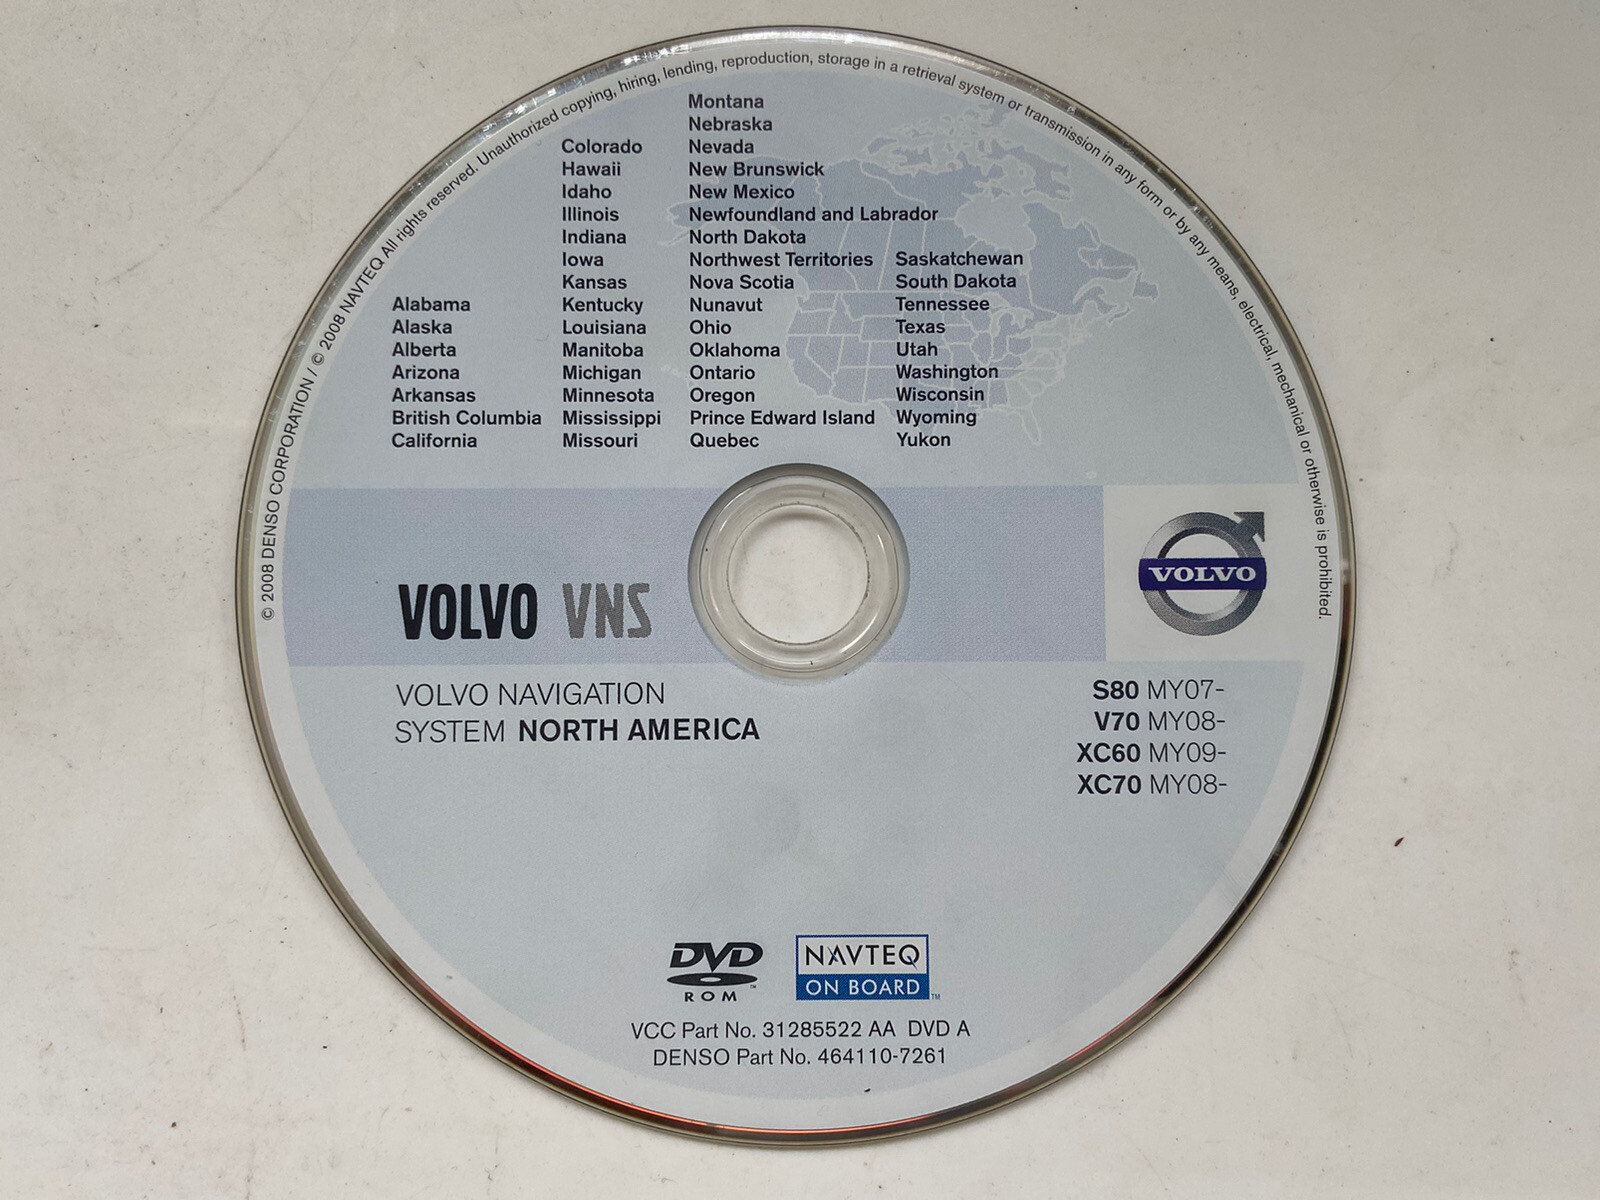 © 2008 DENSO CORPORATION / © 2008 NAVTEQ All rights reserved. Unauthorized copying, hiring, lending, reproduction, storage in a retrieval system or transmission in any form or by any means, electrical, mechanical or otherwise is prohibited.
Alabama
Alaska
Alberta
Arizona
Arkansas
British Columbia
California
Colorado
Hawaii
Idaho
Illinois
Indiana
Iowa
Kansas
Kentucky
Louisiana
Manitoba
Michigan
Minnesota
Mississippi
Missouri
Montana
Nebraska
Nevada
New Brunswick
New Mexico
Newfoundland and Labrador
North Dakota
Northwest Territories
Nova Scotia
Nunavut
Ohio
Oklahoma
Ontario
Oregon
Prince Edward Island
Quebec
Saskatchewan
South Dakota
Tennessee
Texas
Utah
Washington
Wisconsin
Wyoming
Yukon
VOLVO VNS
VOLVO
VOLVO NAVIGATION
SYSTEM NORTH AMERICA
S80 MY07-
V70 MY08-
XC60 MY09-
XC70 MY08-
DVD
ROM ™
NAVTEQ
ON BOARD ™
VCC Part No. 31285522 AA DVD A
DENSO Part No. 464110-7261